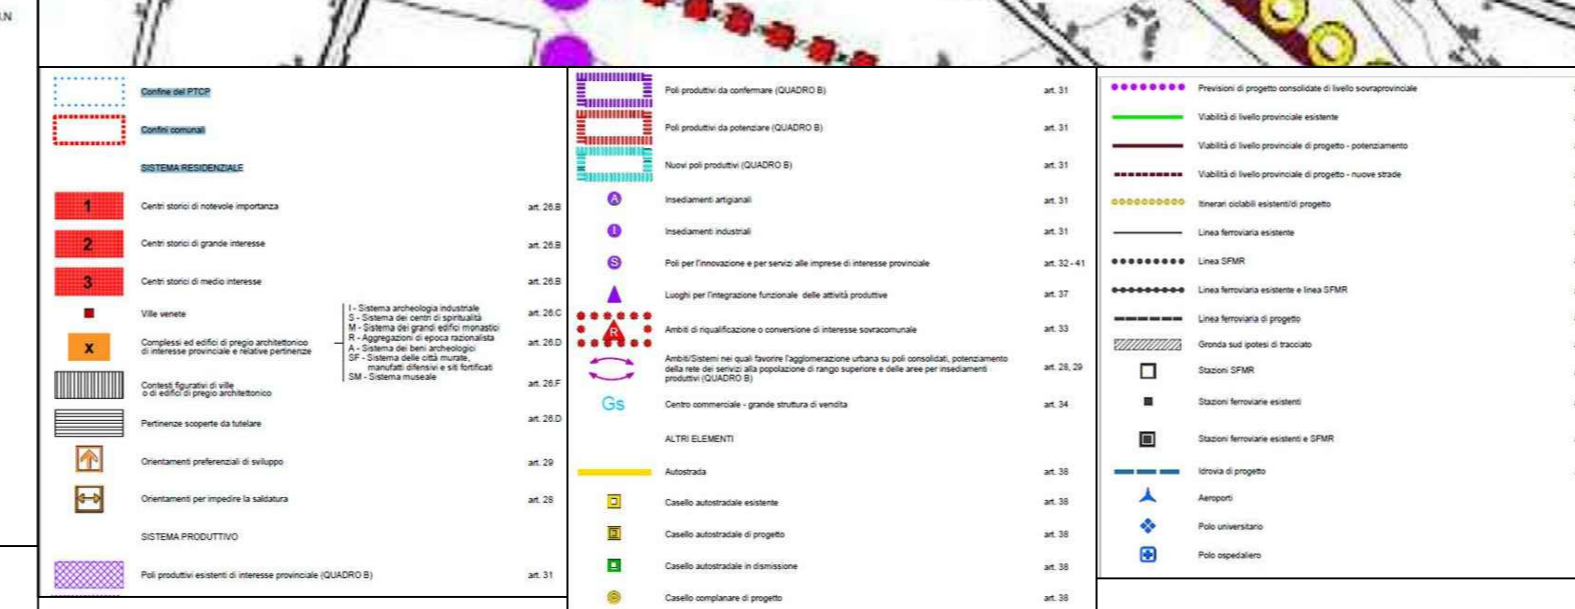 Confine del PTCP
Confini comunali
SISTEMA RESIDENZIALE
1 Centri storici di notevole importanza art. 26.B
2 Centri storici di grande interesse art. 26.B
3 Centri storici di medio interesse art. 26.B
Ville venete art. 26.C
x Complessi ed edifici di pregio architettonico
di interesse provinciale e relative pertinenze art. 26.D
I - Sistema archeologia industriale
S - Sistema dei centri di spiritualità
M - Sistema dei grandi edifici monastici
R - Aggregazioni di epoca razionalista
A - Sistema dei beni archeologici
SF - Sistema delle città murate,
manufatti difensivi e siti fortificati
SM - Sistema museale
Contesti figurativi di ville
o di edifici di pregio architettonico art. 26.F
Pertinenze scoperte da tutelare art. 26.D
Orientamenti preferenziali di sviluppo art. 29
Orientamenti per impedire la saldatura art. 28
SISTEMA PRODUTTIVO
Poli produttivi esistenti di interesse provinciale (QUADRO B) art. 31
Poli produttivi da confermare (QUADRO B) art. 31
Poli produttivi da potenziare (QUADRO B) art. 31
Nuovi poli produttivi (QUADRO B) art. 31
A Insediamenti artigianali art. 31
I Insediamenti industriali art. 31
S Poli per l'innovazione e per servizi alle imprese di interesse provinciale art. 32 - 41
Luoghi per l'integrazione funzionale delle attività produttive art. 37
R Ambiti di riqualificazione o conversione di interesse sovracomunale art. 33
Ambiti/Sistemi nei quali favorire l'agglomerazione urbana su poli consolidati, potenziamento
della rete dei serivizi alla popolazione di rango superiore e delle aree per insediamenti
produttivi (QUADRO B) art. 28, 29
Gs Centro commerciale - grande struttura di vendita art. 34
ALTRI ELEMENTI
Autostrada art. 38
Casello autostradale esistente art. 38
Casello autostradale di progetto art. 38
Casello autostradale in dismissione art. 38
Casello complanare di progetto art. 38
Previsioni di progetto consolidate di livello sovraprovinciale
Viabilità di livello provinciale esistente
Viabilità di livello provinciale di progetto - potenziamento
Viabilità di livello provinciale di progetto - nuove strade
Itinerari ciclabili esistenti/di progetto
Linea ferroviaria esistente
Linea SFMR
Linea ferroviaria esistente e linea SFMR
Linea ferroviaria di progetto
Gronda sud ipotesi di tracciato
Stazioni SFMR
Stazioni ferroviarie esistenti
Stazioni ferroviarie esistenti e SFMR
Idrovia di progetto
Aeroporti
Polo universitario
Polo ospedaliero